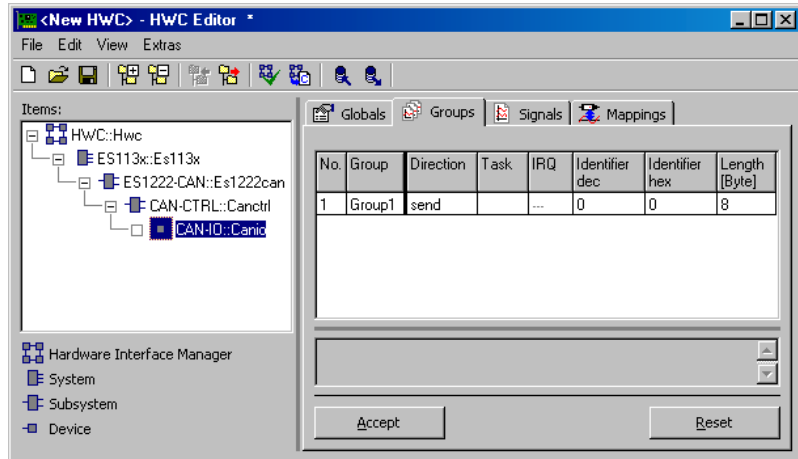 <New HWC> - HWC Editor *
File Edit View Extras
Items:
HWC::Hwc
ES113x::Es113x
ES1222-CAN::Es1222can
CAN-CTRL::Canctrl
CAN-IO::Canio
Hardware Interface Manager
System
Subsystem
Device
Globals Groups Signals Mappings
No. Group Direction Task IRQ Identifier dec Identifier hex Length [Byte]
1 Group1 send --- 0 0 8
Accept Reset